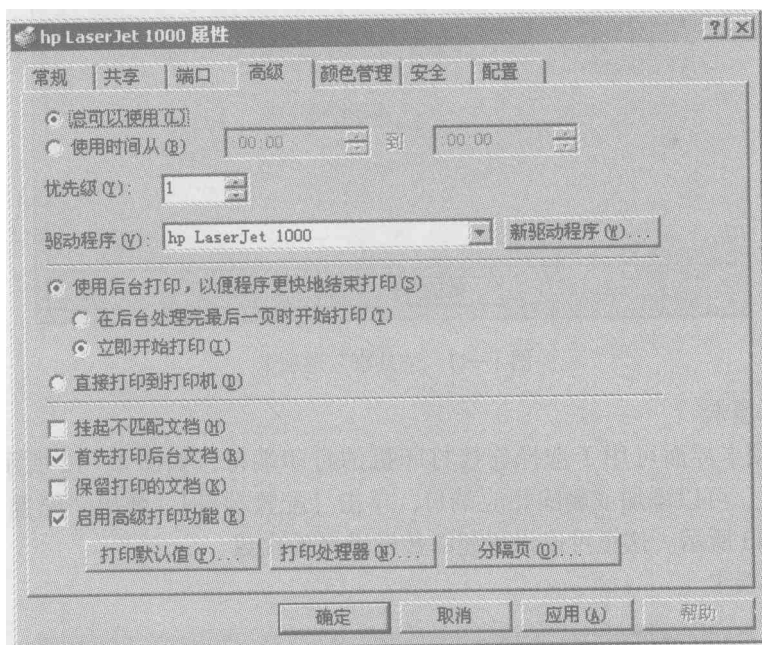 hp LaserJet 1000 属性
常规 共享 端口 高级 颜色管理 安全 配置
总可以使用(L)
使用时间从(B) 00:00 到 00:00
优先级(Y): 1
驱动程序(V): hp LaserJet 1000 新驱动程序(W)...
使用后台打印，以便程序更快地结束打印(S)
在后台处理完最后一页时开始打印(T)
立即开始打印(I)
直接打印到打印机(D)
挂起不匹配文档(H)
首先打印后台文档(R)
保留打印的文档(K)
启用高级打印功能(E)
打印默认值(F)... 打印处理器(N)... 分隔页(O)...
确定 取消 应用(A) 帮助